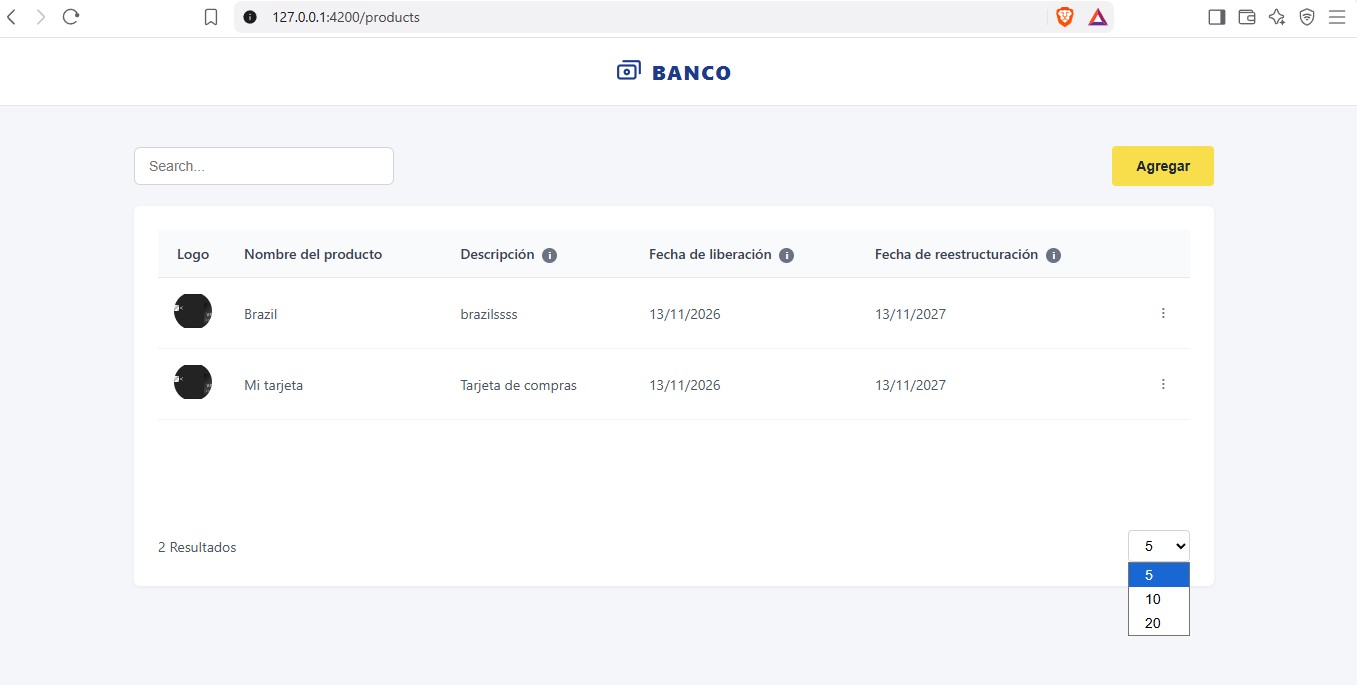 127.0.0.1:4200/products
BANCO
Search...
Agregar
Logo Nombre del producto Descripción i Fecha de liberación i Fecha de reestructuración i
Brazil brazilssss 13/11/2026 13/11/2027
Mi tarjeta Tarjeta de compras 13/11/2026 13/11/2027
2 Resultados 5
5
10
20